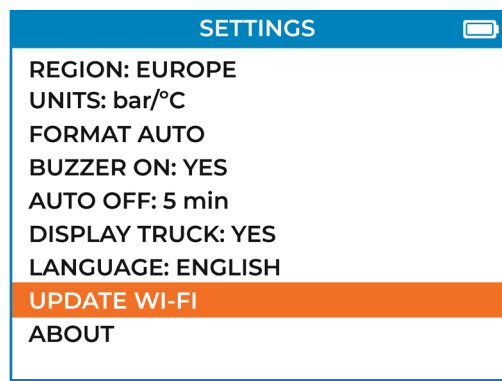 SETTINGS
REGION: EUROPE
UNITS: bar/°C
FORMAT AUTO
BUZZER ON: YES
AUTO OFF: 5 min
DISPLAY TRUCK: YES
LANGUAGE: ENGLISH
UPDATE WI-FI
ABOUT